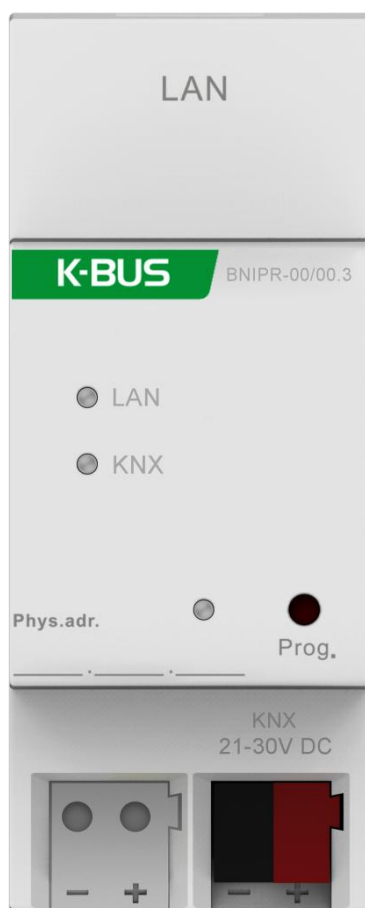 LAN
K·BUS BNIPR-00/00.3
LAN
KNX
Phys.adr.
Prog.
KNX
21-30V DC
− + − +